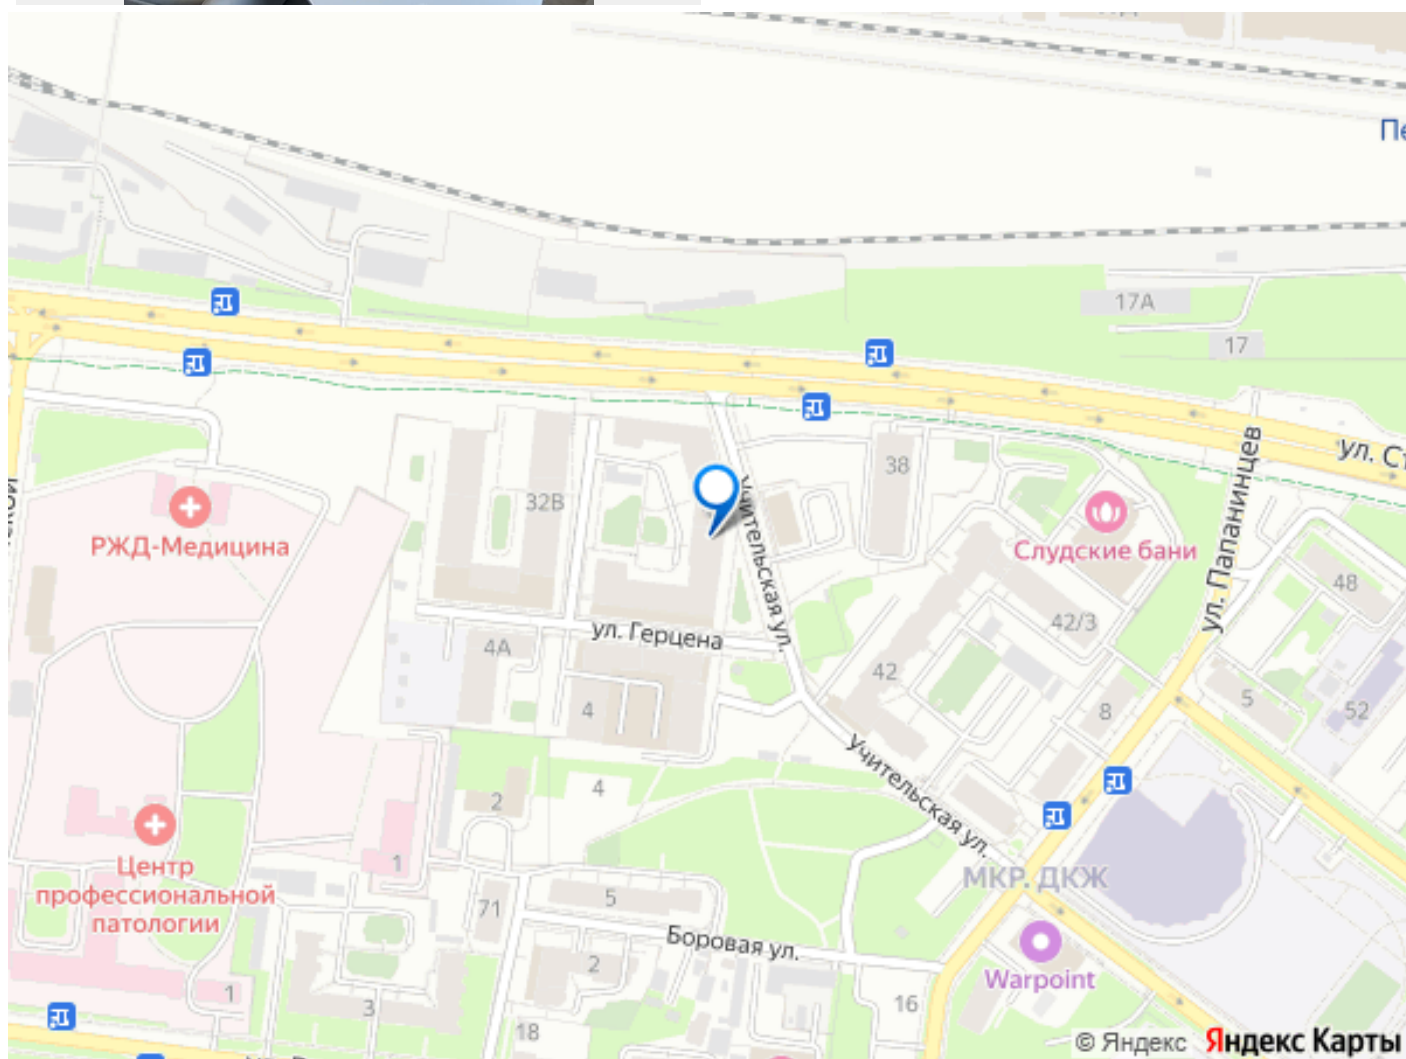 17А
17
ул. Ст
ул. Папанинцев
38
32В
Учительская ул.
РЖД-Медицина
Слудские бани
48
42/3
ул. Герцена
4А
42
5
52
8
4
Учительская ул.
4
2
1
Центр
профессиональной
патологии
МКР. ДКЖ
5
71
Боровая ул.
2
Warpoint
1
3
16
18
© Яндекс Яндекс Карты